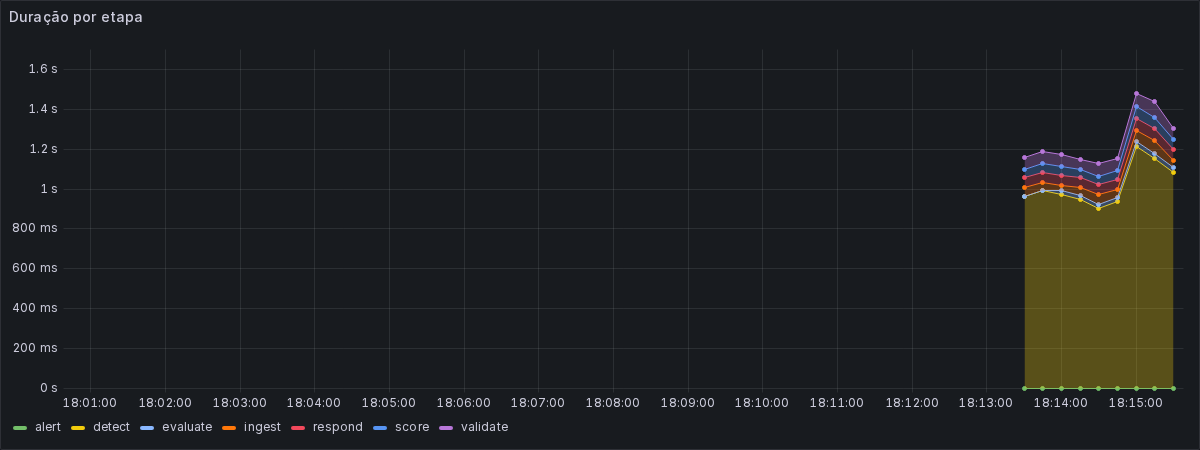 Duração por etapa
1.6 s
1.4 s
1.2 s
1 s
800 ms
600 ms
400 ms
200 ms
0 s
18:01:00 18:02:00 18:03:00 18:04:00 18:05:00 18:06:00 18:07:00 18:08:00 18:09:00 18:10:00 18:11:00 18:12:00 18:13:00 18:14:00 18:15:00
alert detect evaluate ingest respond score validate